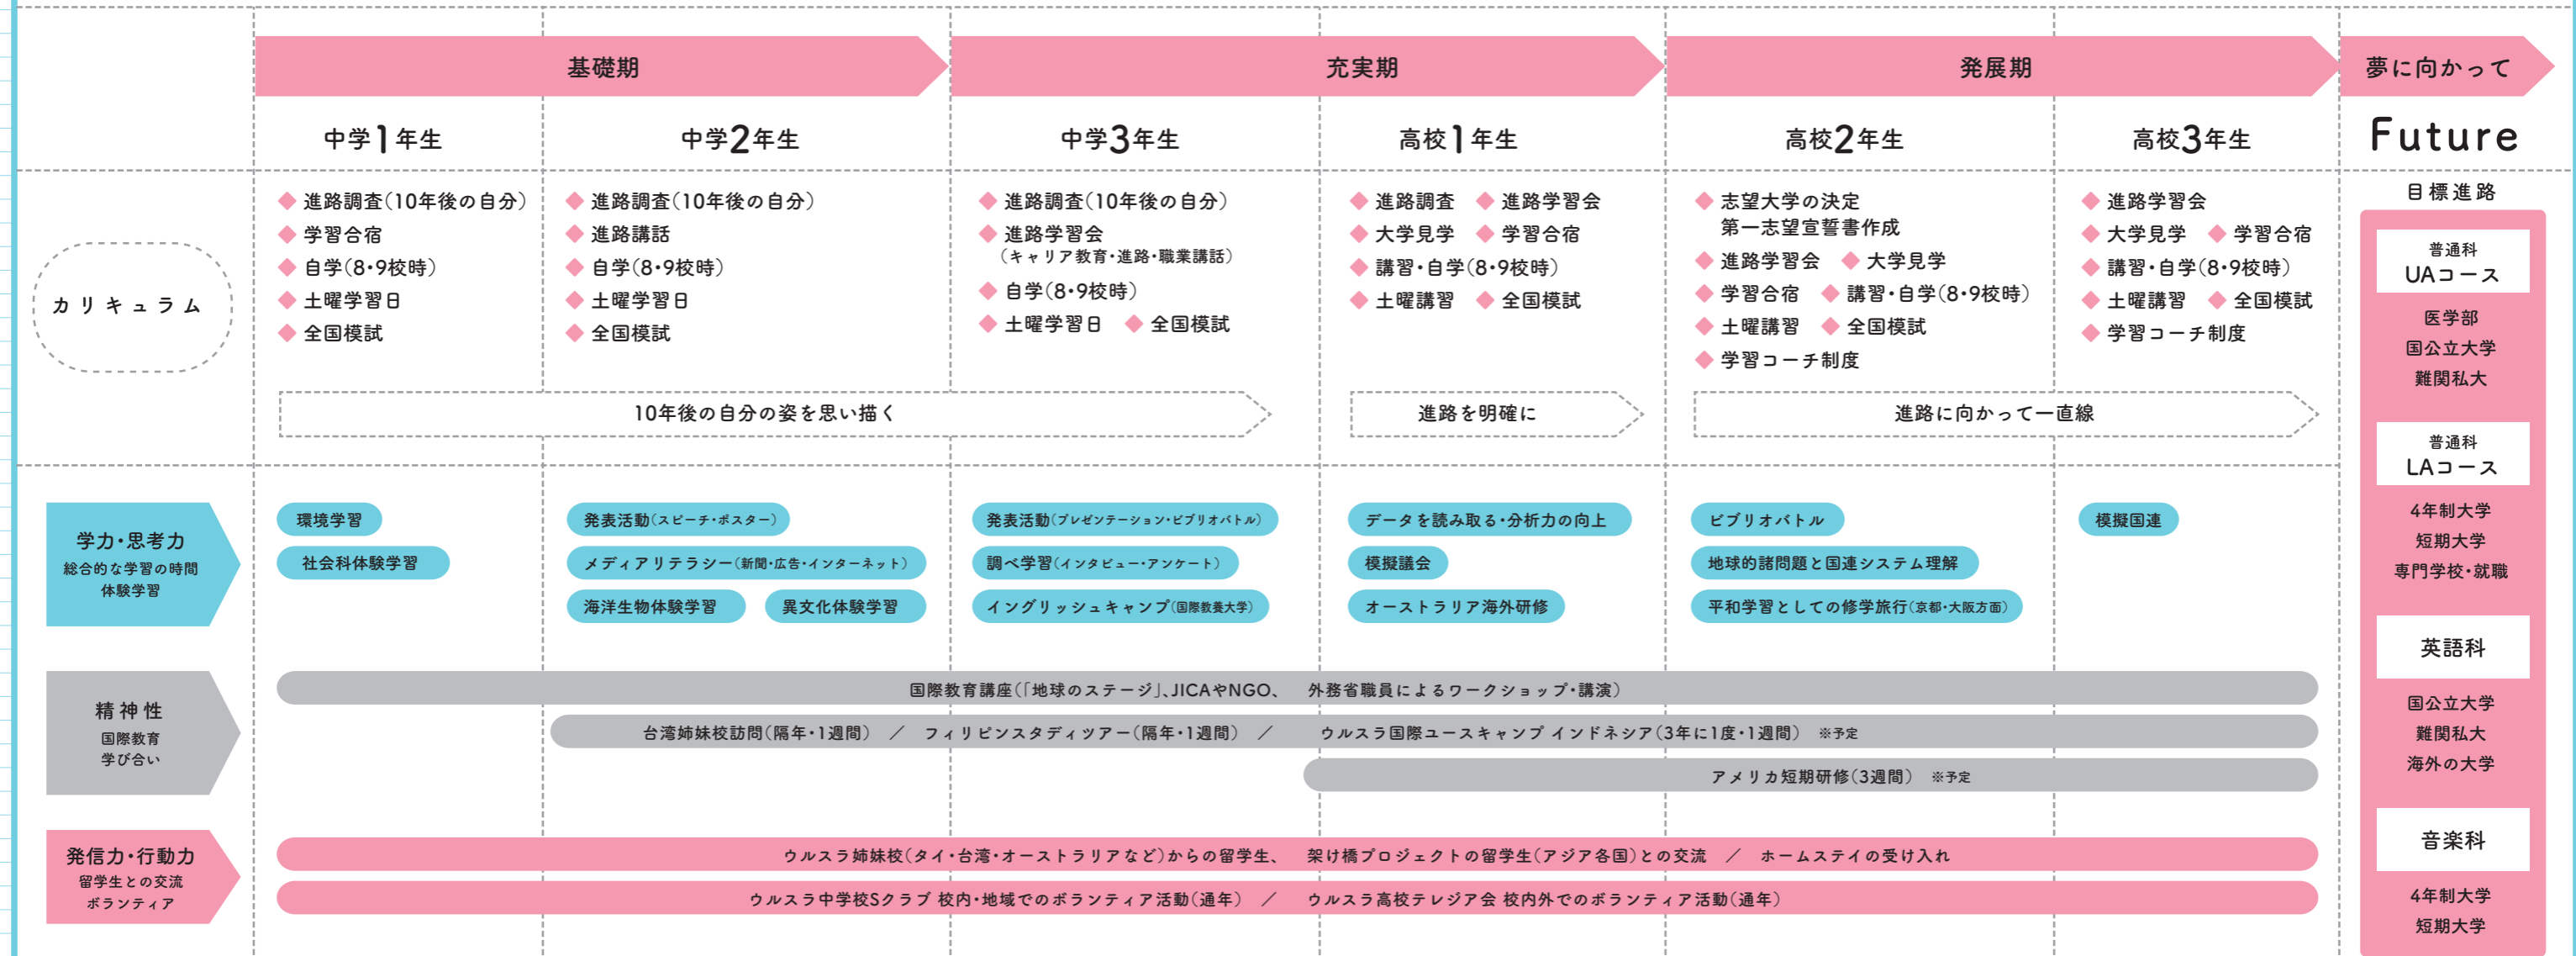 基礎期
充実期
発展期
夢に向かって
中学1年生
中学2年生
中学3年生
高校1年生
高校2年生
高校3年生
Future
カリキュラム
◆進路調査(10年後の自分)
◆学習合宿
◆自学(8・9校時)
◆土曜学習日
◆全国模試
◆進路調査(10年後の自分)
◆進路講話
◆自学(8・9校時)
◆土曜学習日
◆全国模試
◆進路調査(10年後の自分)
◆進路学習会
(キャリア教育・進路・職業講話)
◆自学(8・9校時)
◆土曜学習日 ◆全国模試
◆進路調査 ◆進路学習会
◆大学見学 ◆学習合宿
◆講習・自学(8・9校時)
◆土曜講習 ◆全国模試
◆志望大学の決定
第一志望宣誓書作成
◆進路学習会 ◆大学見学
◆学習合宿 ◆講習・自学(8・9校時)
◆土曜講習 ◆全国模試
◆学習コーチ制度
◆進路学習会
◆大学見学 ◆学習合宿
◆講習・自学(8・9校時)
◆土曜講習 ◆全国模試
◆学習コーチ制度
10年後の自分の姿を思い描く
進路を明確に
進路に向かって一直線
学力・思考力
総合的な学習の時間
体験学習
環境学習
社会科体験学習
発表活動(スピーチ・ポスター)
メディアリテラシー(新聞・広告・インターネット)
海洋生物体験学習
異文化体験学習
発表活動(プレゼンテーション・ビブリオバトル)
調べ学習(インタビュー・アンケート)
イングリッシュキャンプ(国際教養大学)
データを読み取る・分析力の向上
模擬議会
オーストラリア海外研修
ビブリオバトル
地球的諸問題と国連システム理解
平和学習としての修学旅行(京都・大阪方面)
模擬国連
精神性
国際教育
学び合い
国際教育講座(「地球のステージ」、JICAやNGO、 外務省職員によるワークショップ・講演)
台湾姉妹校訪問(隔年・1週間) / フィリピンスタディツアー(隔年・1週間) / ウルスラ国際ユースキャンプ インドネシア(3年に1度・1週間) ※予定
アメリカ短期研修(3週間) ※予定
発信力・行動力
留学生との交流
ボランティア
ウルスラ姉妹校(タイ・台湾・オーストラリアなど)からの留学生、 架け橋プロジェクトの留学生(アジア各国)との交流 / ホームステイの受け入れ
ウルスラ中学校Sクラブ 校内・地域でのボランティア活動(通年) / ウルスラ高校テレジア会 校内外でのボランティア活動(通年)
目標進路
普通科
UAコース
医学部
国公立大学
難関私大
普通科
LAコース
4年制大学
短期大学
専門学校・就職
英語科
国公立大学
難関私大
海外の大学
音楽科
4年制大学
短期大学